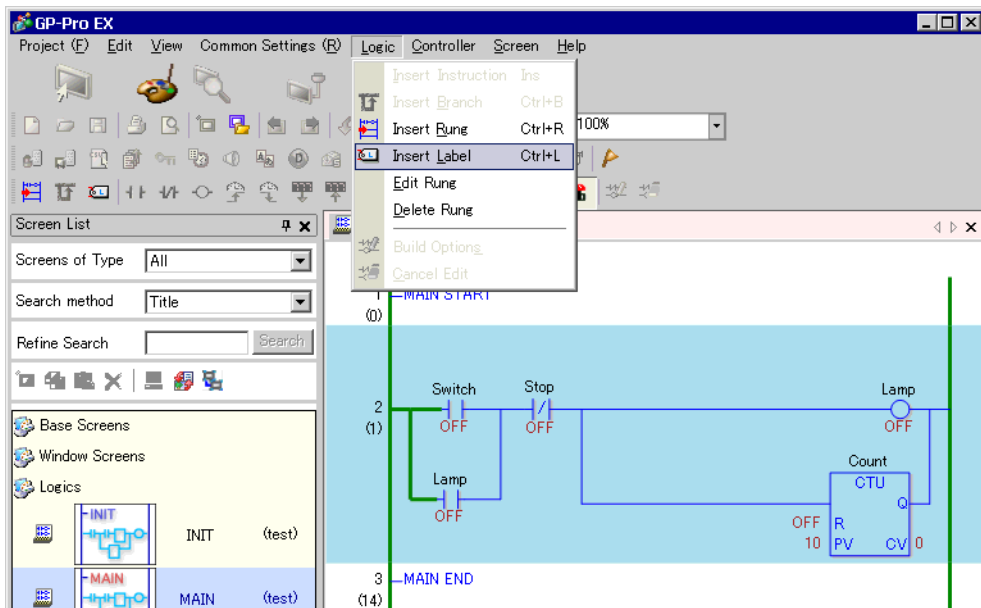 GP-Pro EX
Project (F) Edit View Common Settings (R) Logic Controller Screen Help
Insert Instruction Ins
Insert Branch Ctrl+B
Insert Rung Ctrl+R
100%
Insert Label Ctrl+L
Edit Rung
Delete Rung
Build Options
Cancel Edit
Screen List
Screens of Type All
Search method Title
Refine Search Search
Base Screens
Window Screens
Logics
INIT
INIT (test)
MAIN
MAIN (test)
1 MAIN START
(0)
Switch Stop Lamp
2
(1) OFF OFF OFF
Count
Lamp CTU
Q
OFF OFF R
10 PV CV 0
3 MAIN END
(14)